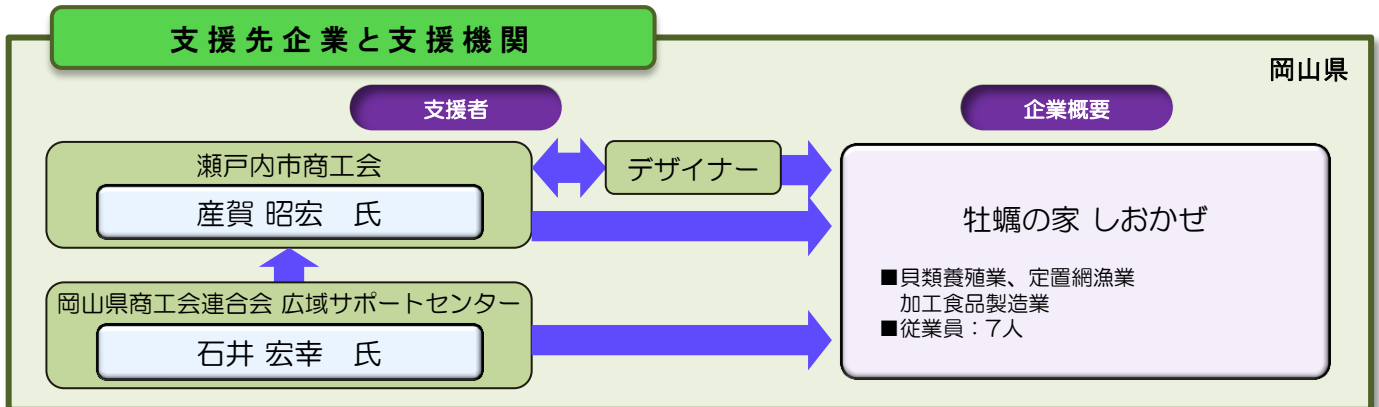 支援先企業と支援機関
岡山県
支援者
企業概要
瀬戸内市商工会
産賀 昭宏　氏
デザイナー
岡山県商工会連合会 広域サポートセンター
石井 宏幸　氏
牡蠣の家 しおかぜ
■貝類養殖業、定置網漁業
加工食品製造業
■従業員：7人